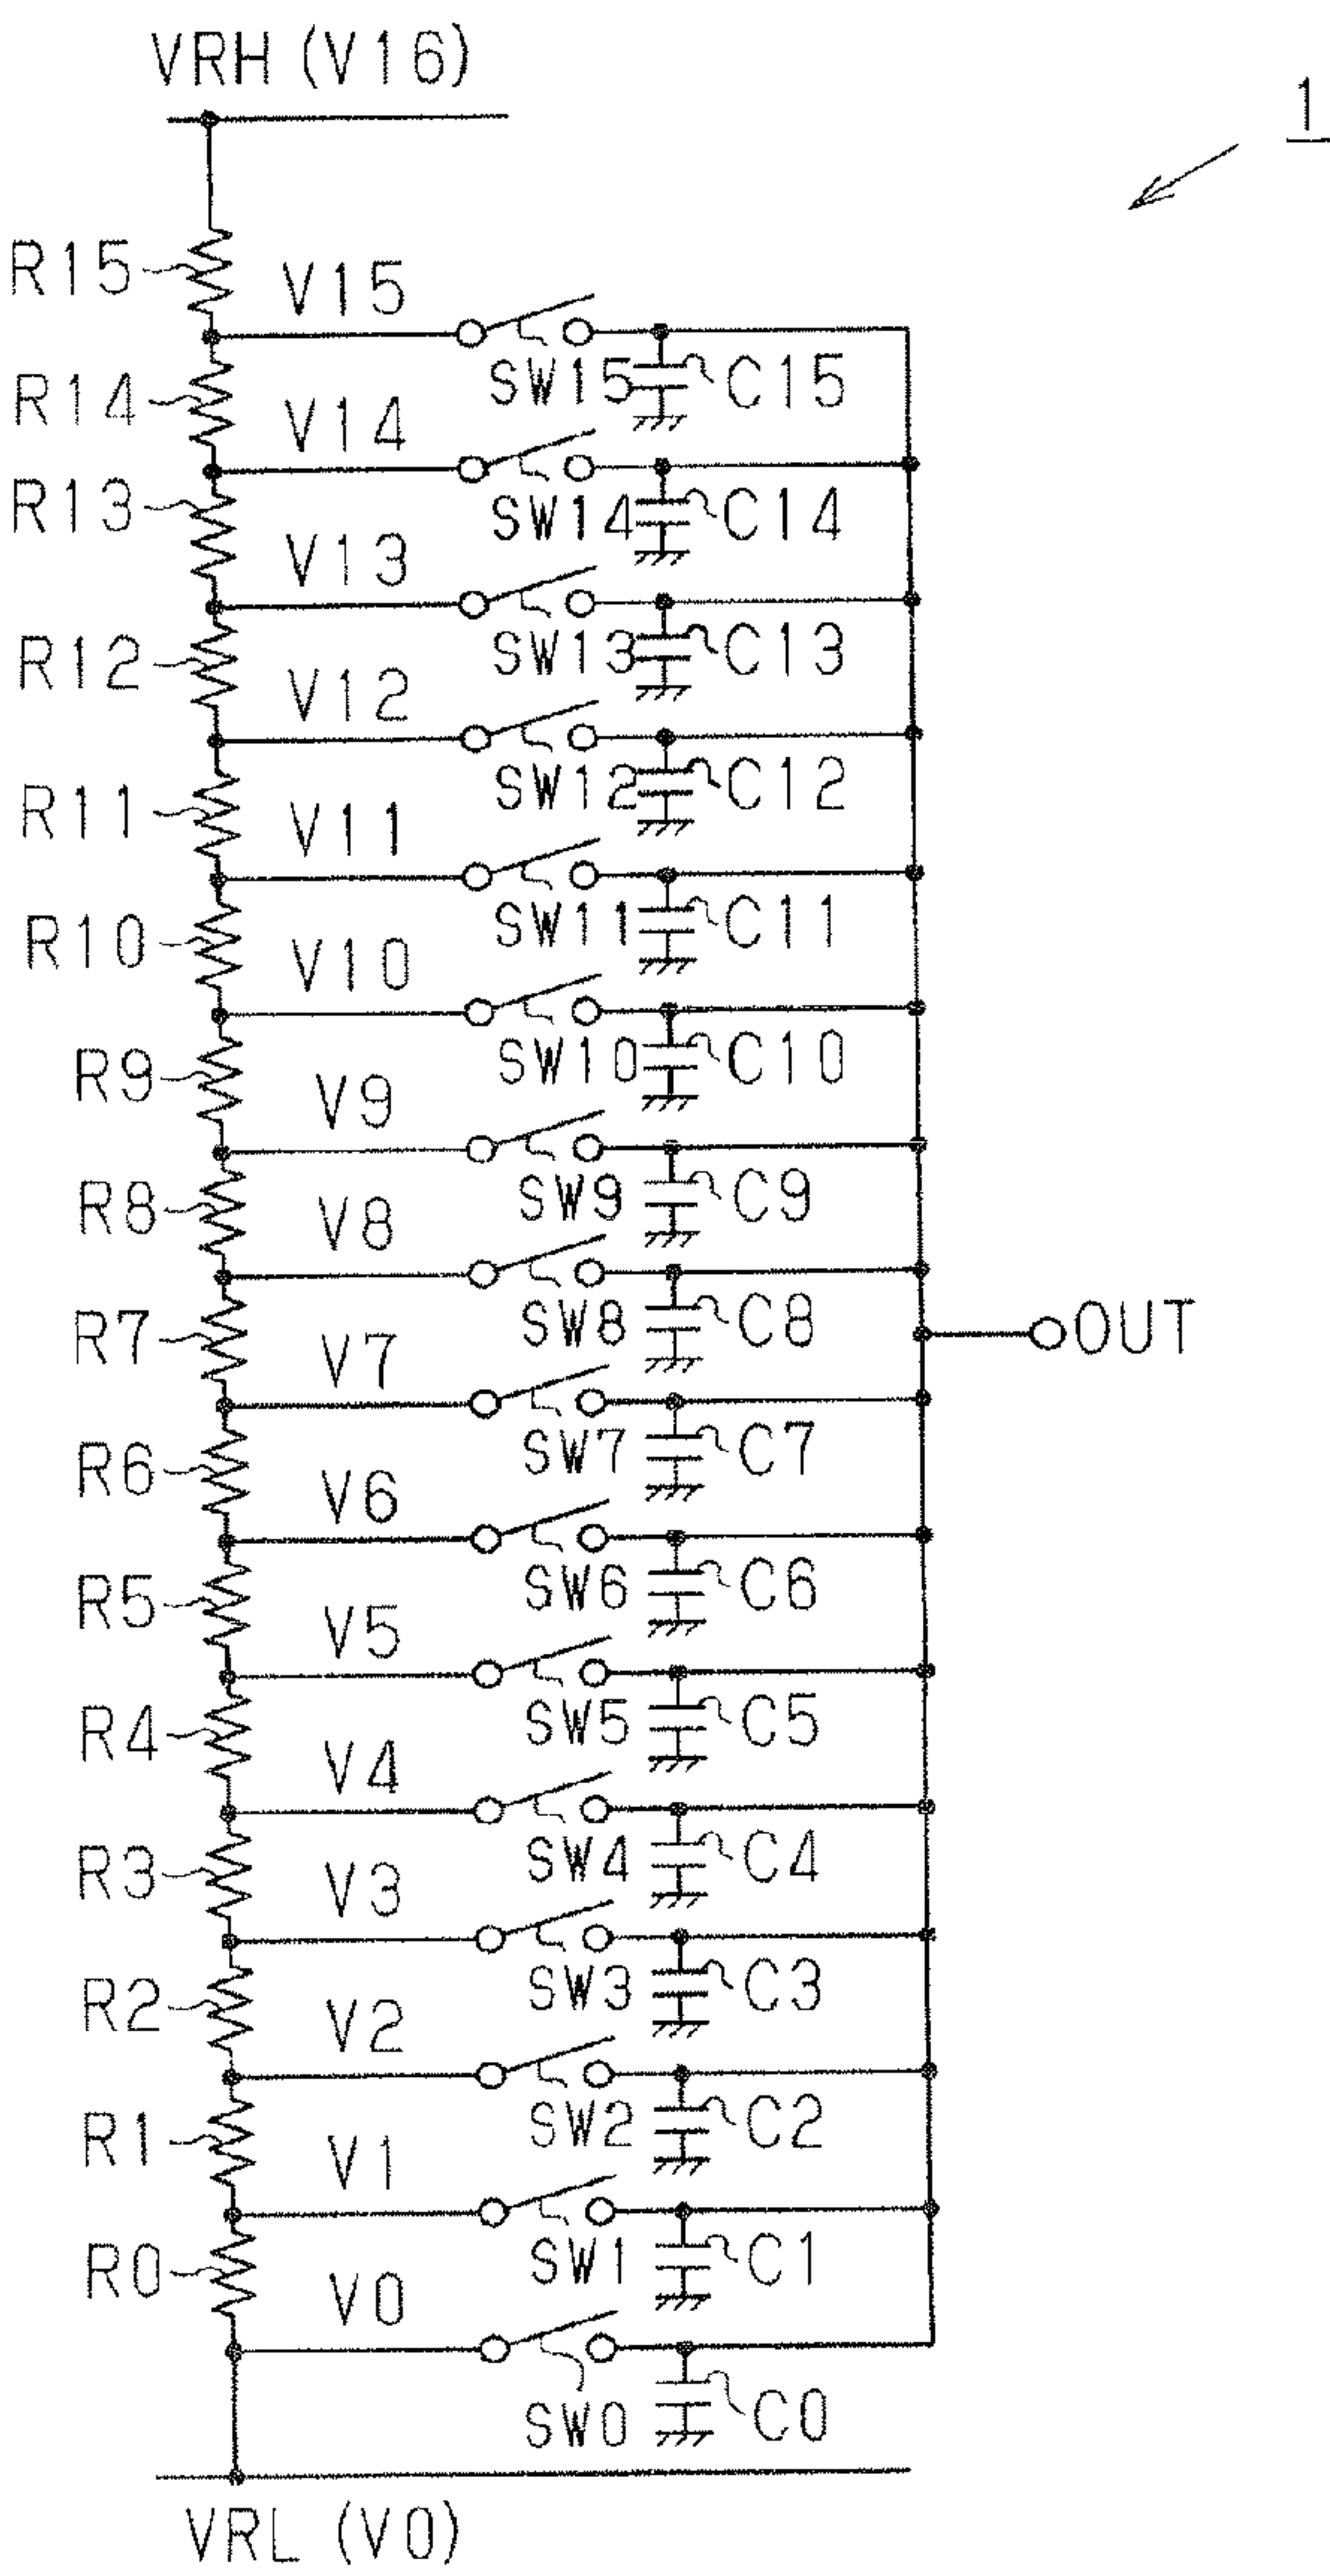 VRH (V16)
1
R15
V15
SW15
C15
R14
V14
SW14
C14
R13
V13
SW13
C13
R12
V12
SW12
C12
R11
V11
SW11
C11
R10
V10
SW10
C10
R9
V9
SW9
C9
R8
V8
SW8
C8
OUT
R7
V7
SW7
C7
R6
V6
SW6
C6
R5
V5
SW5
C5
R4
V4
SW4
C4
R3
V3
SW3
C3
R2
V2
SW2
C2
R1
V1
SW1
C1
R0
V0
SW0
C0
VRL (V0)